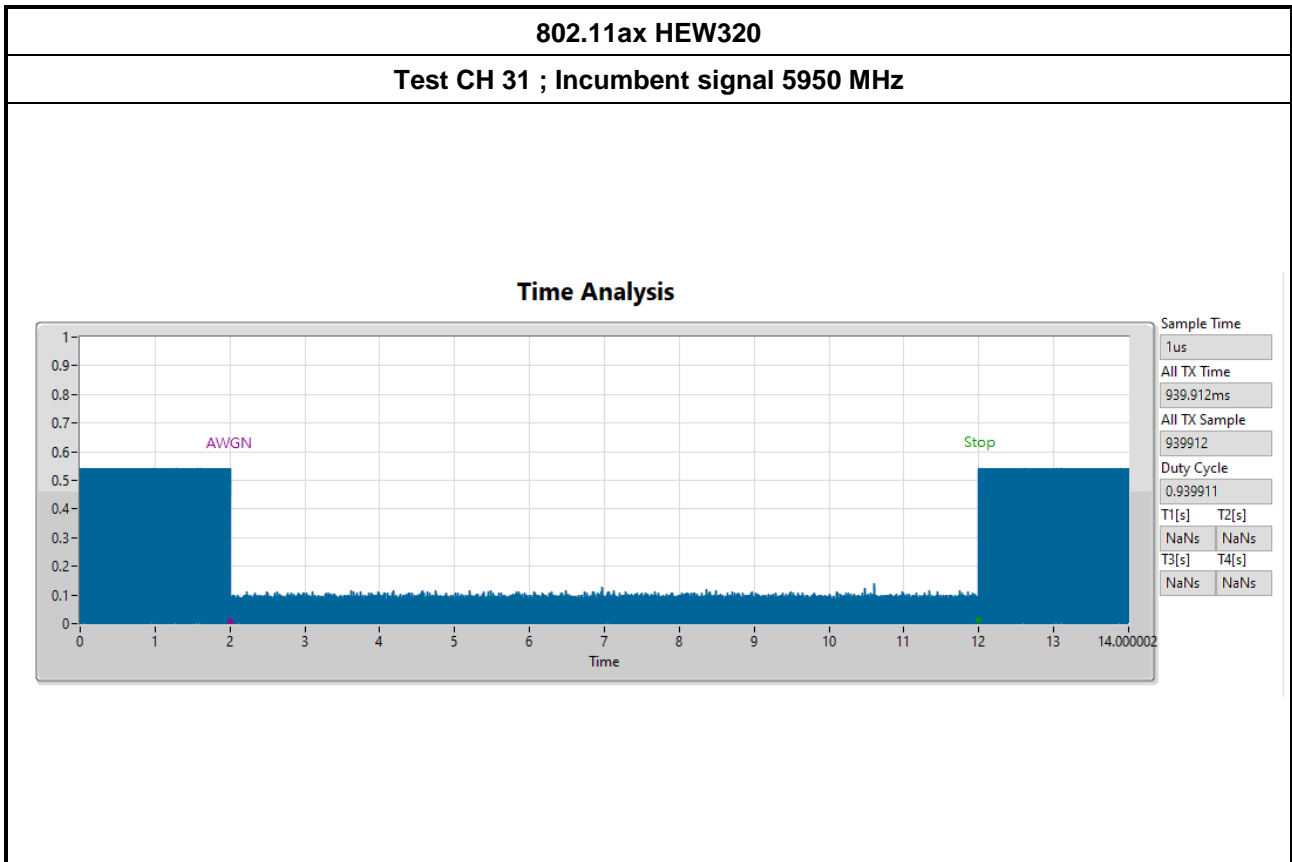 802.11ax HEW320
Test CH 31 ; Incumbent signal 5950 MHz
Time Analysis
1
0.9
0.8
0.7
0.6
0.5
0.4
0.3
0.2
0.1
0
AWGN
Stop
0 1 2 3 4 5 6 7 8 9 10 11 12 13 14.000002
Time
Sample Time
1us
All TX Time
939.912ms
All TX Sample
939912
Duty Cycle
0.939911
T1[s] T2[s]
NaNs NaNs
T3[s] T4[s]
NaNs NaNs